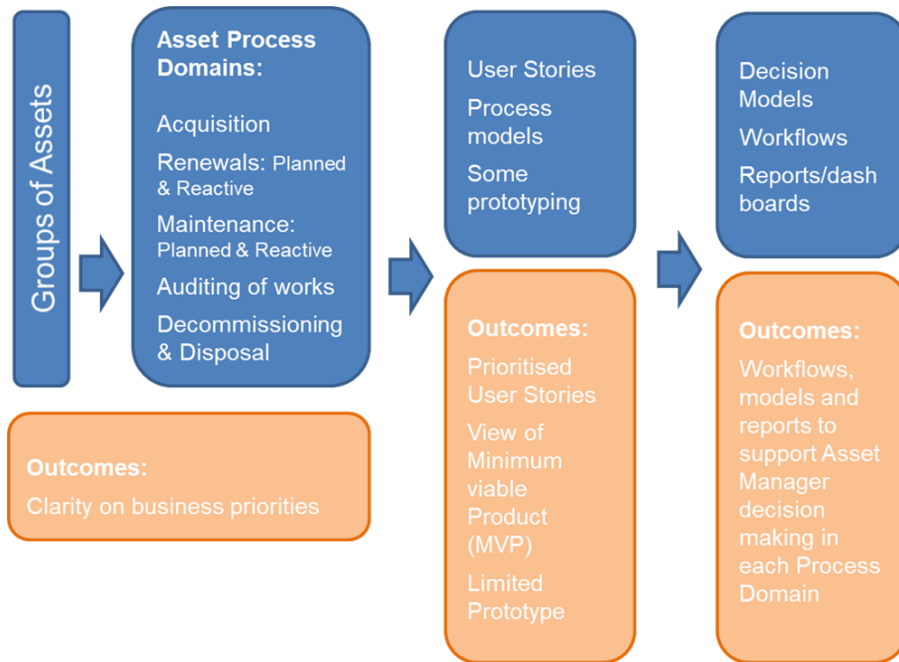 Groups of Assets
Asset Process
Domains:
Acquisition
Renewals: Planned
& Reactive
Maintenance:
Planned & Reactive
Auditing of works
Decommissioning
& Disposal
Outcomes:
Clarity on business priorities
User Stories
Process
models
Some
prototyping
Outcomes:
Prioritised
User Stories
View of
Minimum
viable
Product
(MVP)
Limited
Prototype
Decision
Models
Workflows
Reports/dash
boards
Outcomes:
Workflows,
models and
reports to
support Asset
Manager
decision
making in
each Process
Domain